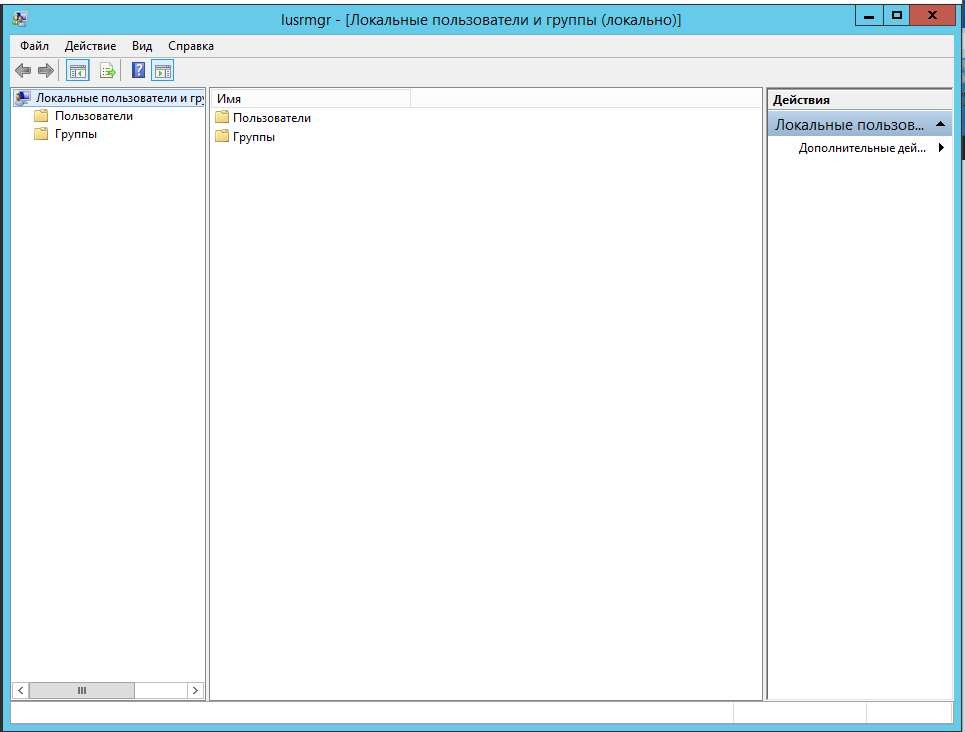 lusrmgr - [Локальные пользователи и группы (локально)]
Файл Действие Вид Справка
Локальные пользователи и гру
Пользователи
Группы
Имя
Пользователи
Группы
Действия
Локальные пользов...
Дополнительные дей...